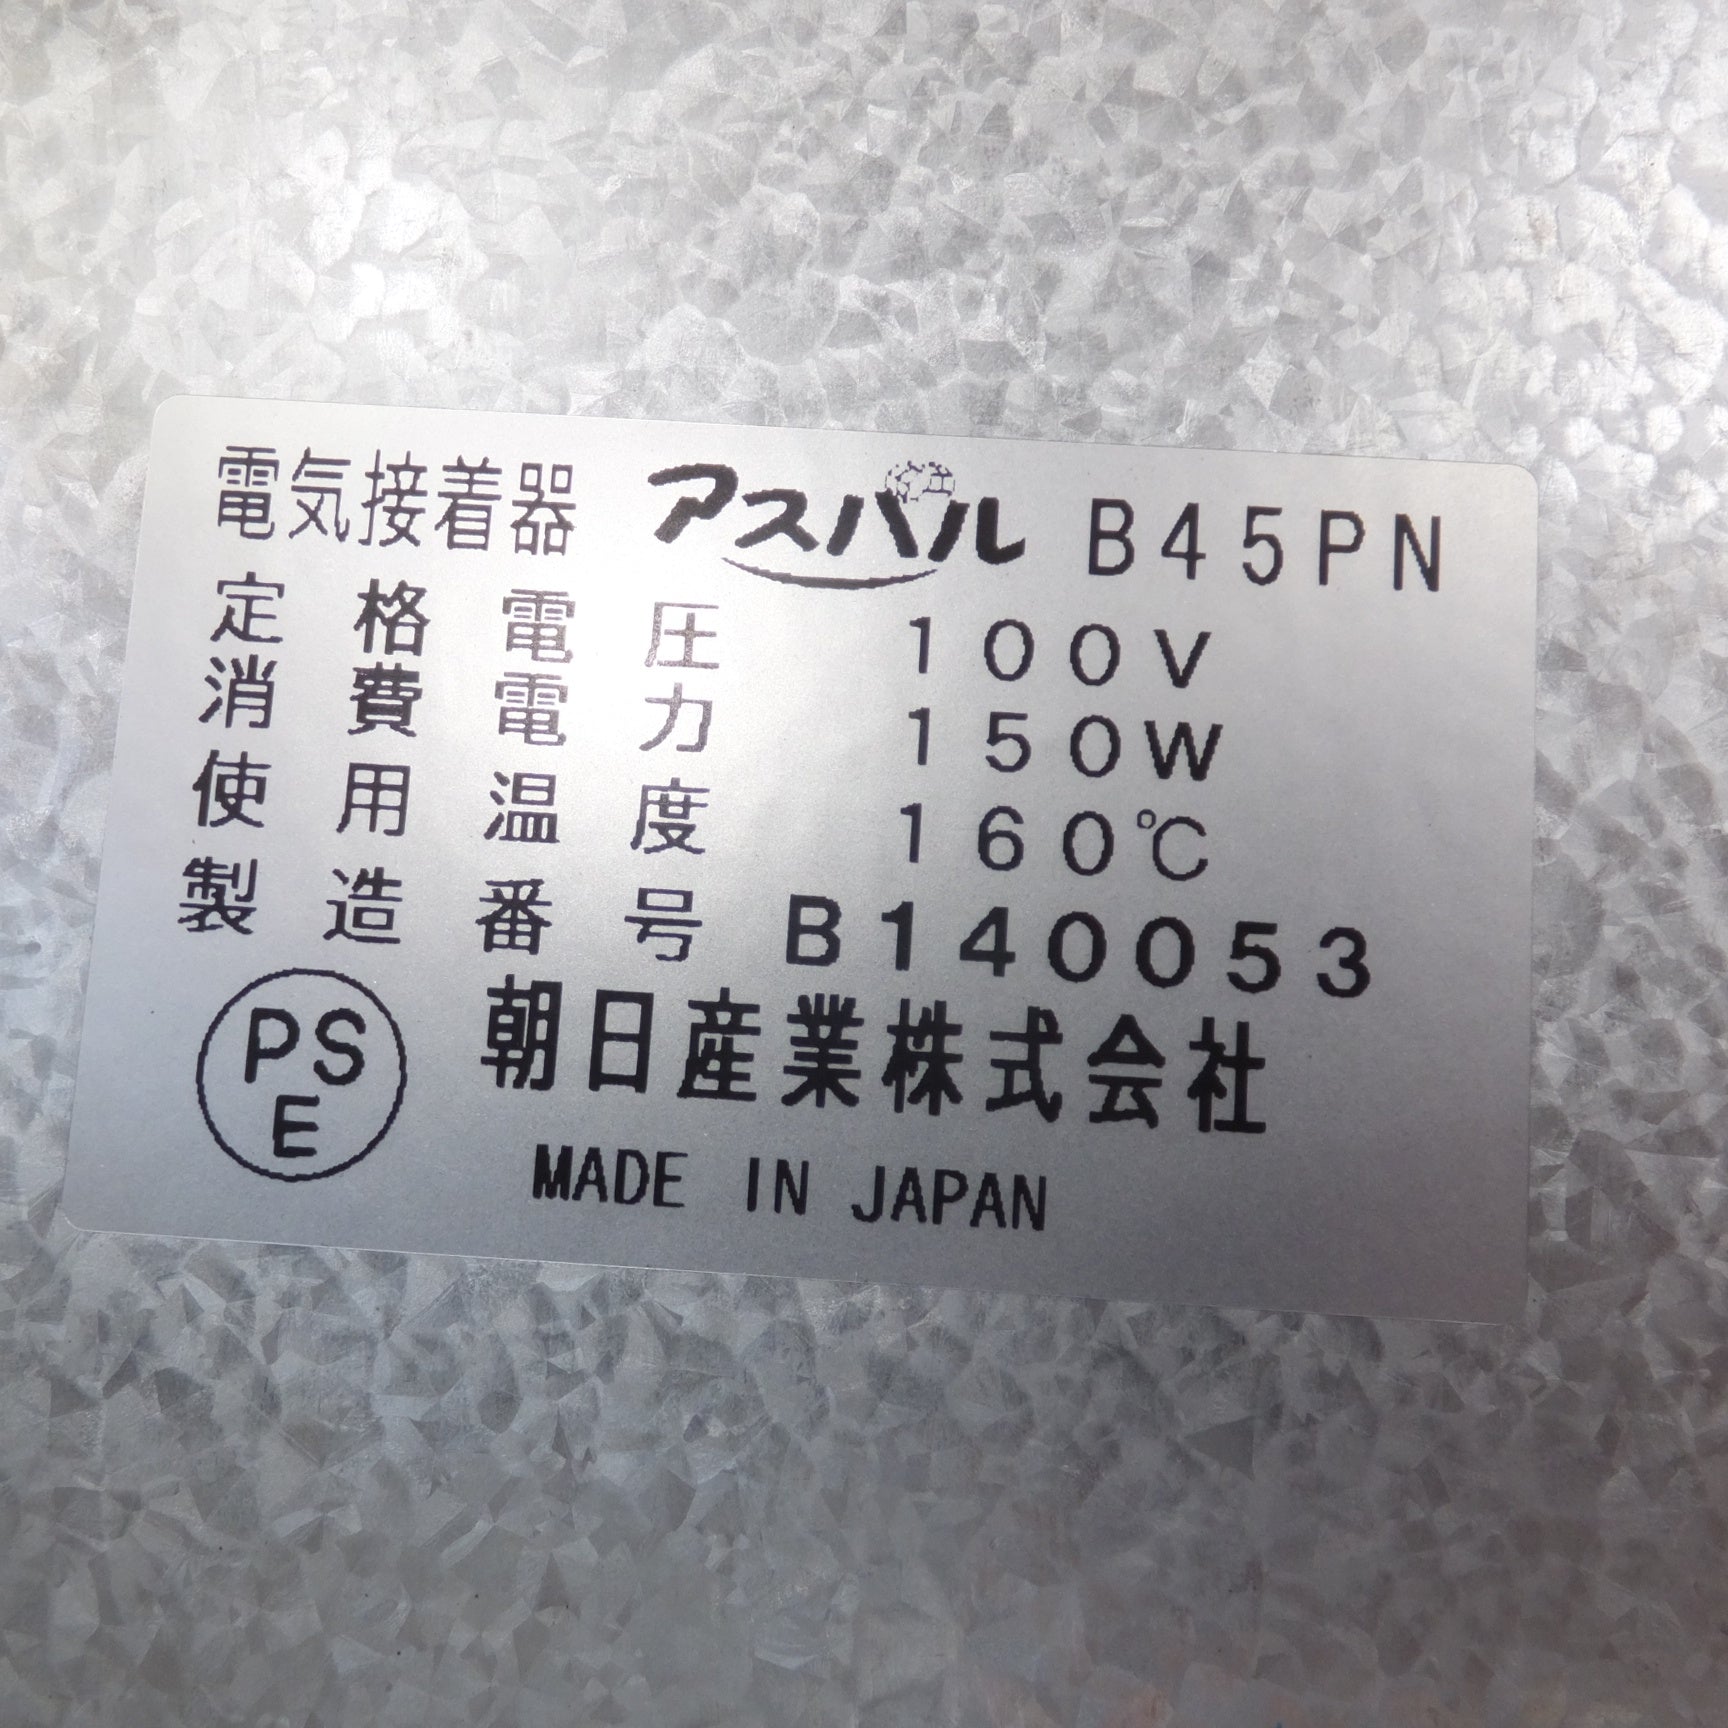 電気接着器 アスパル B45PN
定格電圧 100V
消費電力 150W
使用温度 160℃
製造番号 B140053
PSE
朝日産業株式会社
MADE IN JAPAN